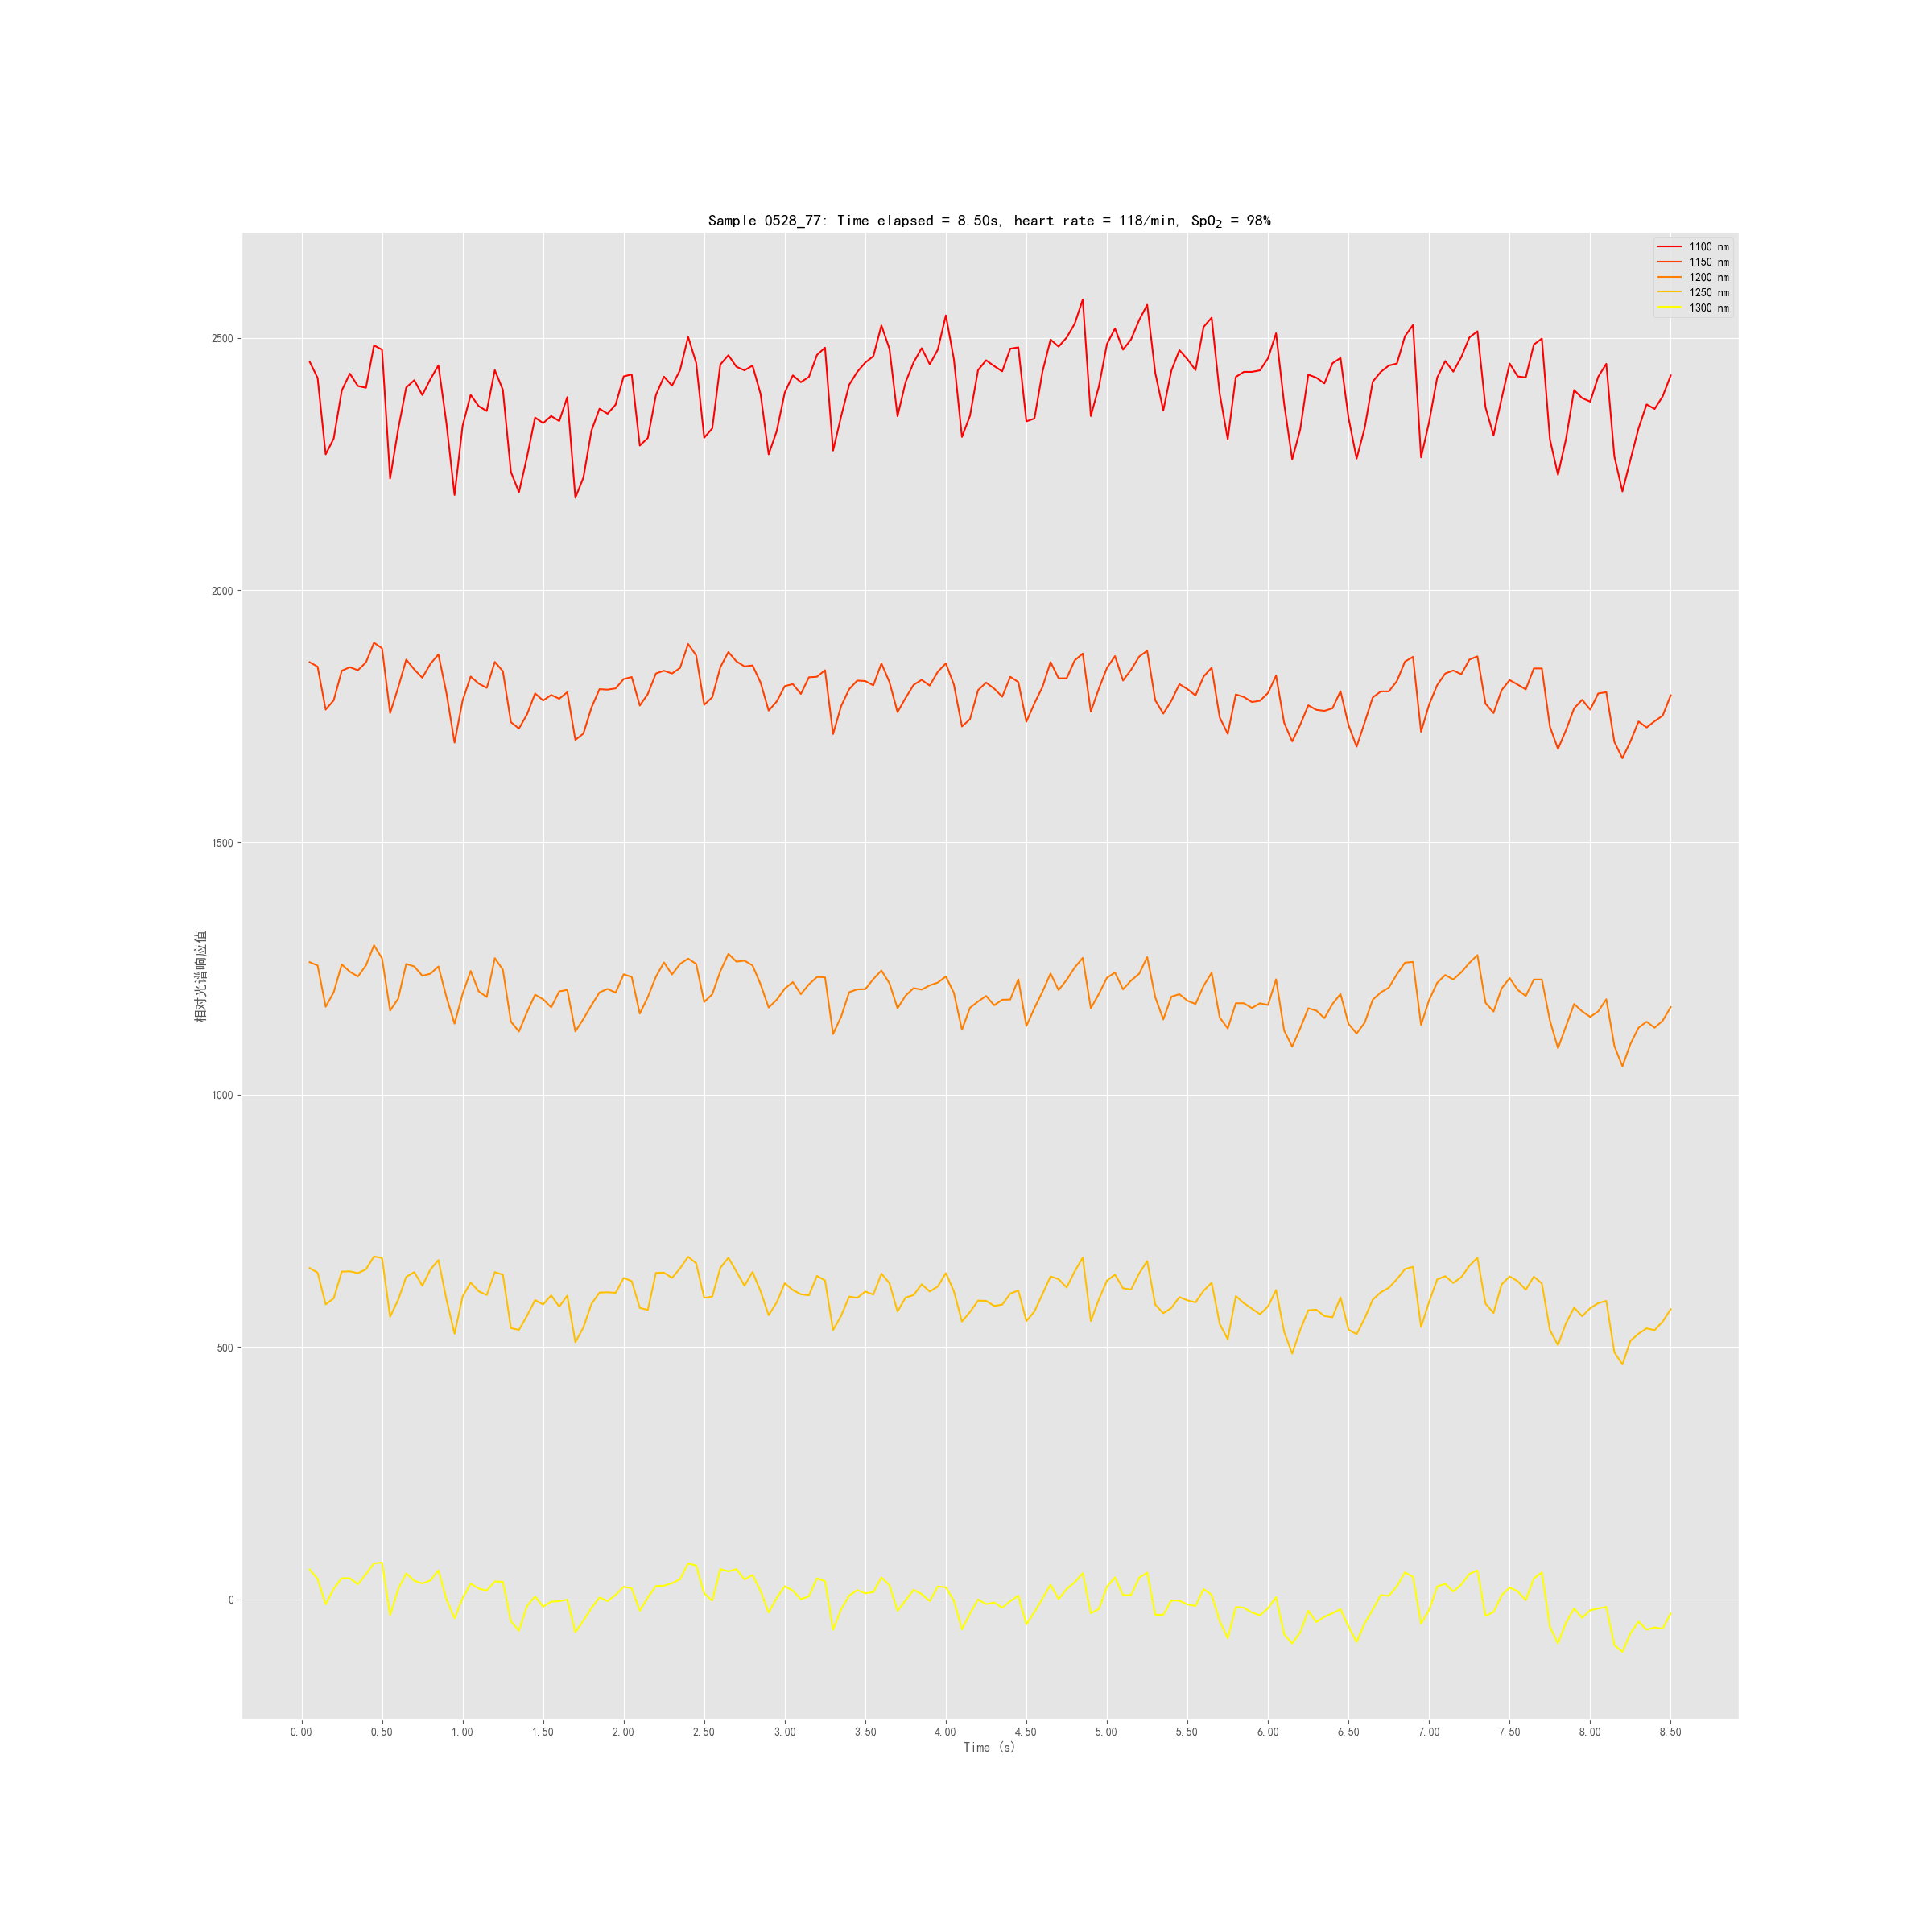 Sample 0528_77: Time elapsed = 8.50s, heart rate = 118/min, SpO2 = 98%
1100 nm
1150 nm
1200 nm
1250 nm
1300 nm
2500
2000
1500
1000
500
0
相对光谱响应值
0.00 0.50 1.00 1.50 2.00 2.50 3.00 3.50 4.00 4.50 5.00 5.50 6.00 6.50 7.00 7.50 8.00 8.50
Time (s)